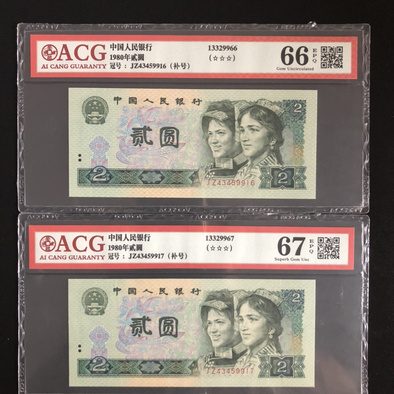 ACG
AI CANG GUARANTY
中国人民银行
1980年贰圆
冠号： JZ43459916（补号）
13329966
（☆☆☆）
66 EPQ
Gem Uncirculated
中国人民银行
贰圆
2
2
2
JZ43459916
ACG
AI CANG GUARANTY
中国人民银行
1980年贰圆
冠号： JZ43459917（补号）
13329967
（☆☆☆）
67 EPQ
Superb Gem Unc
中国人民银行
贰圆
2
2
2
JZ43459917